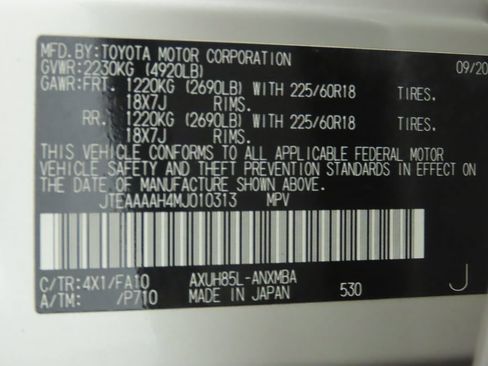 MFD.BY:TOYOTA MOTOR CORPORATION 09/20
GVWR:2230KG (4920LB)
GAWR:FRT. 1220KG (2690LB) WITH 225/60R18 TIRES.
18X7J RIMS.
RR. 1220KG (2690LB) WITH 225/60R18 TIRES.
18X7J RIMS.
THIS VEHICLE CONFORMS TO ALL APPLICABLE FEDERAL MOTOR
VEHICLE SAFETY AND THEFT PREVENTION STANDARDS IN EFFECT ON
THE DATE OF MANUFACTURE SHOWN ABOVE.
JTEAAAAH4MJ010313 MPV
C/TR:4X1/FA10 AXUH85L-ANXMBA J
A/TM: /P710 MADE IN JAPAN 530